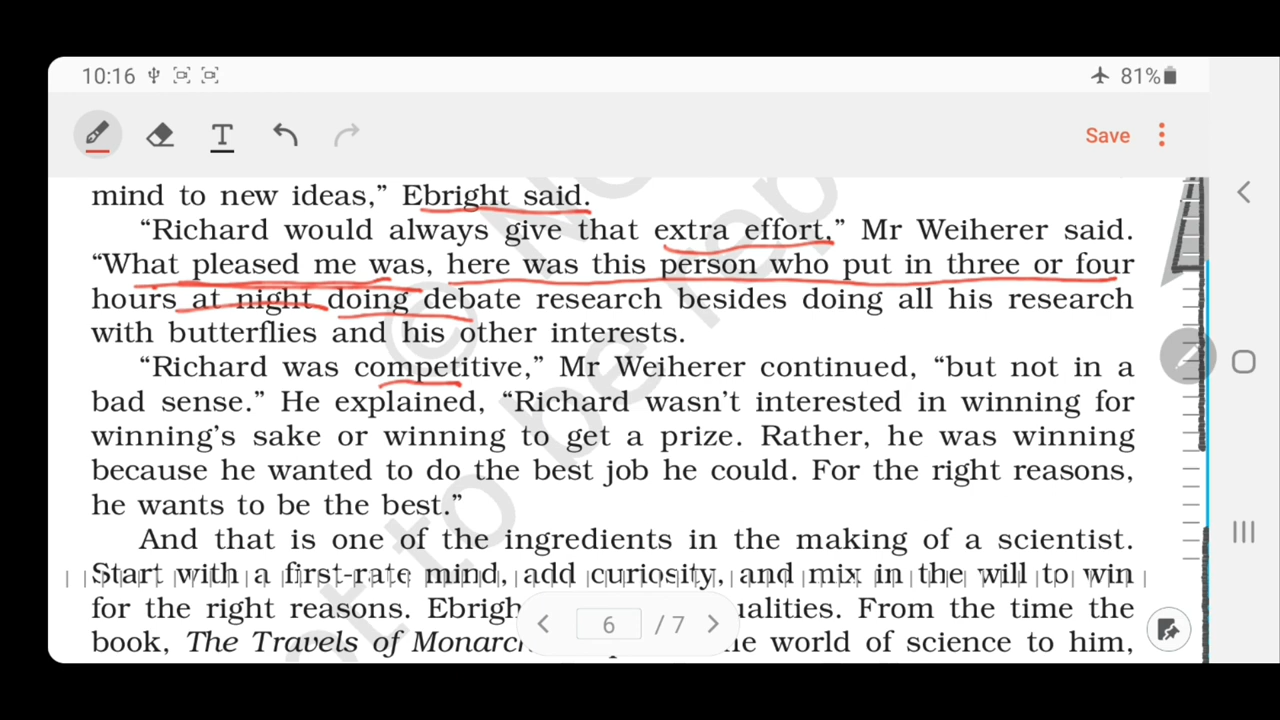 10:16 81%
T Save
mind to new ideas,” Ebright said.
“Richard would always give that extra effort,” Mr Weiherer said.
“What pleased me was, here was this person who put in three or four
hours at night doing debate research besides doing all his research
with butterflies and his other interests.
“Richard was competitive,” Mr Weiherer continued, “but not in a
bad sense.” He explained, “Richard wasn’t interested in winning for
winning’s sake or winning to get a prize. Rather, he was winning
because he wanted to do the best job he could. For the right reasons,
he wants to be the best.”
And that is one of the ingredients in the making of a scientist.
Start with a first-rate mind, add curiosity, and mix in the will to win
for the right reasons. Ebrigh ualities. From the time the
book, The Travels of Monarc world of science to him,
6 / 7
© No
not to be rep